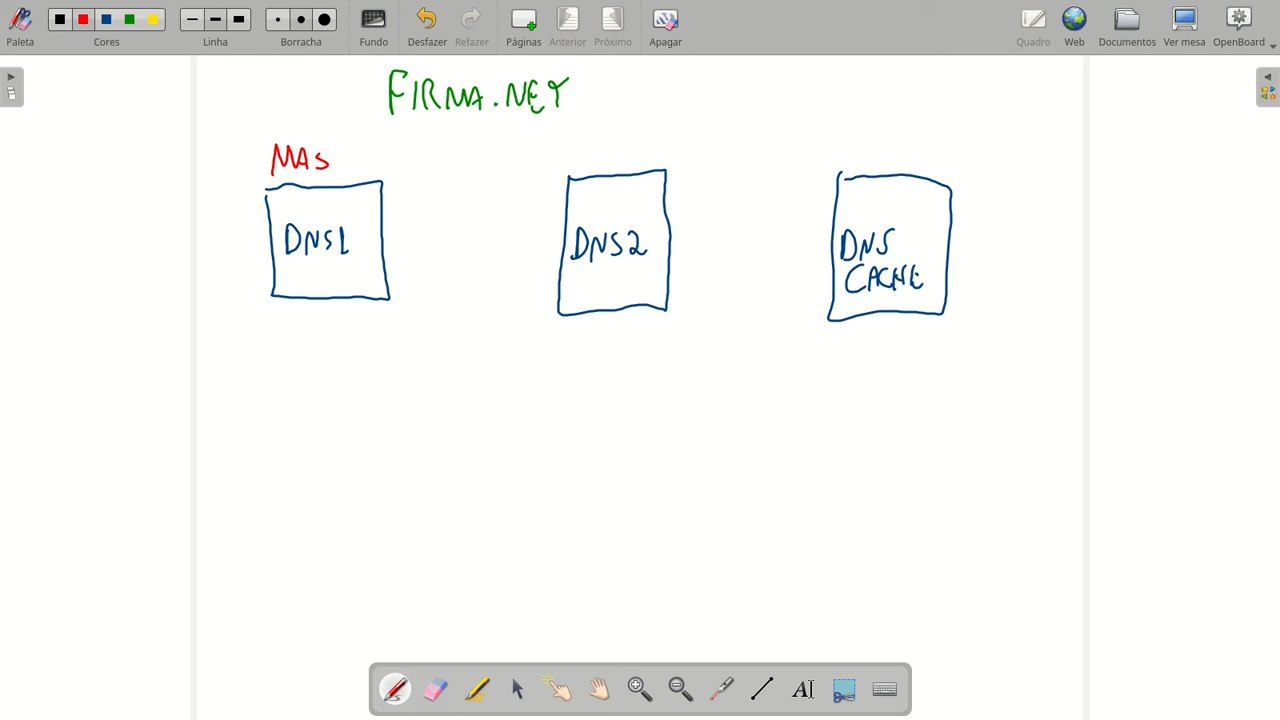 Paleta
Cores
Linha
Borracha
Fundo
Desfazer
Refazer
Páginas
Anterior
Próximo
Apagar
Quadro
Web
Documentos
Ver mesa
OpenBoard
FIRMA.NET
MAS
DNS1
DNS2
DNS
CACHE
AI